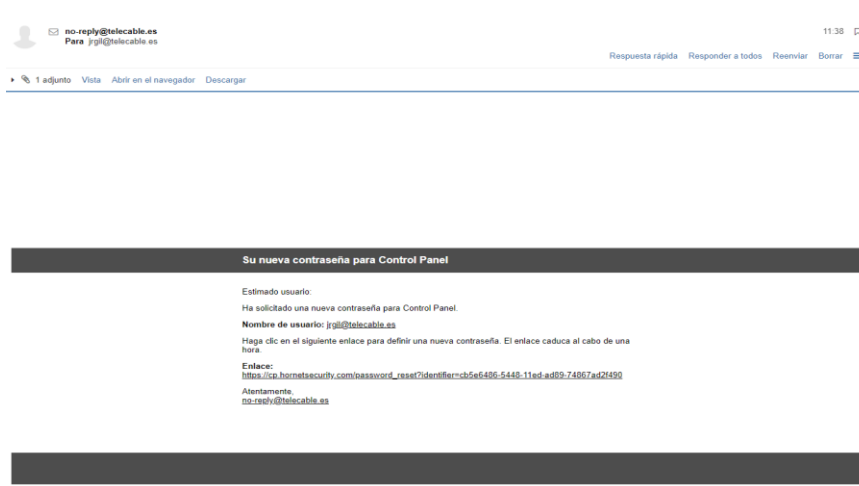 no-reply@telecable.es
11:38
Para jrgil@telecable.es
Respuesta rápida Responder a todos Reenviar Borrar
1 adjunto Vista Abrir en el navegador Descargar
Su nueva contraseña para Control Panel
Estimado usuario:
Ha solicitado una nueva contraseña para Control Panel.
Nombre de usuario: jrgil@telecable.es
Haga clic en el siguiente enlace para definir una nueva contraseña. El enlace caduca al cabo de una
hora.
Enlace:
https://cp.hornetsecurity.com/password_reset?identifier=cb5e6486-5448-11ed-ad89-74867ad2f490
Atentamente,
no-reply@telecable.es